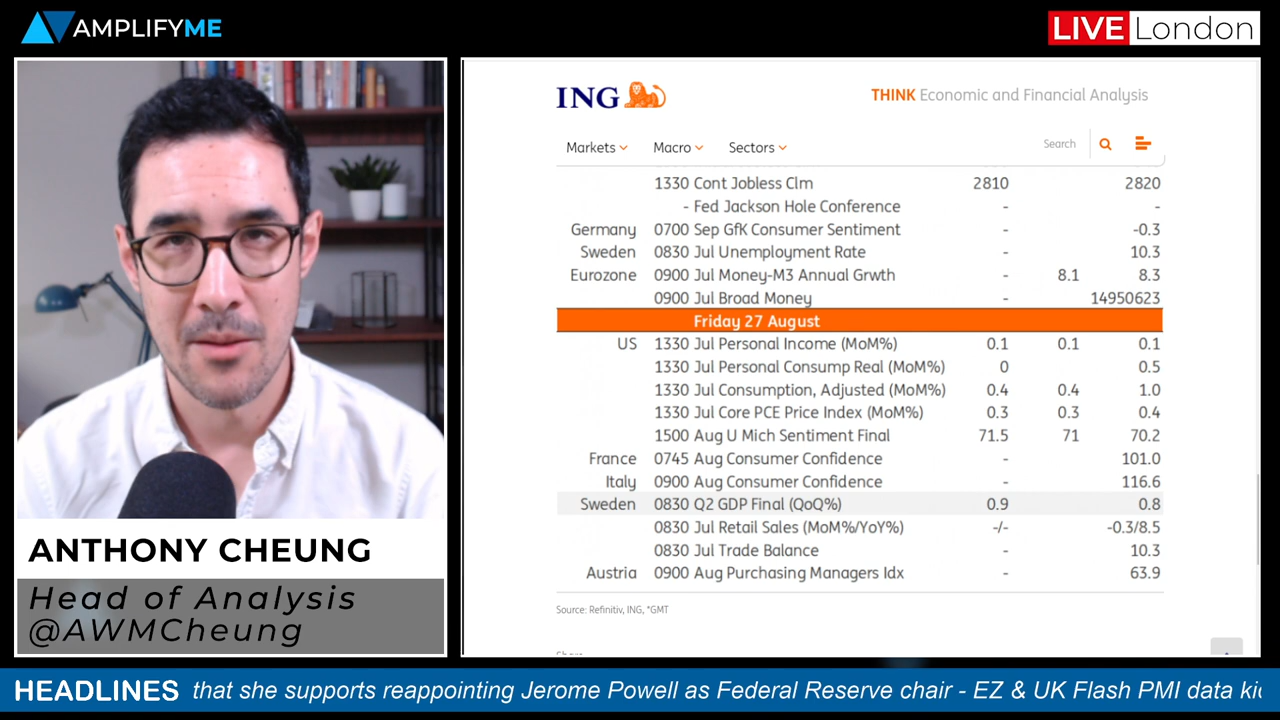 AMPLIFYME
LIVE London
ING
THINK Economic and Financial Analysis
Markets Macro Sectors Search
1330 Cont Jobless Clm 2810 2820
- Fed Jackson Hole Conference - -
Germany 0700 Sep GfK Consumer Sentiment - -0.3
Sweden 0830 Jul Unemployment Rate - 10.3
Eurozone 0900 Jul Money-M3 Annual Grwth - 8.1 8.3
0900 Jul Broad Money - 14950623
Friday 27 August
US 1330 Jul Personal Income (MoM%) 0.1 0.1 0.1
1330 Jul Personal Consump Real (MoM%) 0 0.5
1330 Jul Consumption, Adjusted (MoM%) 0.4 0.4 1.0
1330 Jul Core PCE Price Index (MoM%) 0.3 0.3 0.4
1500 Aug U Mich Sentiment Final 71.5 71 70.2
France 0745 Aug Consumer Confidence - 101.0
Italy 0900 Aug Consumer Confidence - 116.6
Sweden 0830 Q2 GDP Final (QoQ%) 0.9 0.8
0830 Jul Retail Sales (MoM%/YoY%) -/- -0.3/8.5
0830 Jul Trade Balance - 10.3
Austria 0900 Aug Purchasing Managers Idx - 63.9
Source: Refinitiv, ING, *GMT
ANTHONY CHEUNG
Head of Analysis
@AWMCheung
HEADLINES that she supports reappointing Jerome Powell as Federal Reserve chair - EZ & UK Flash PMI data